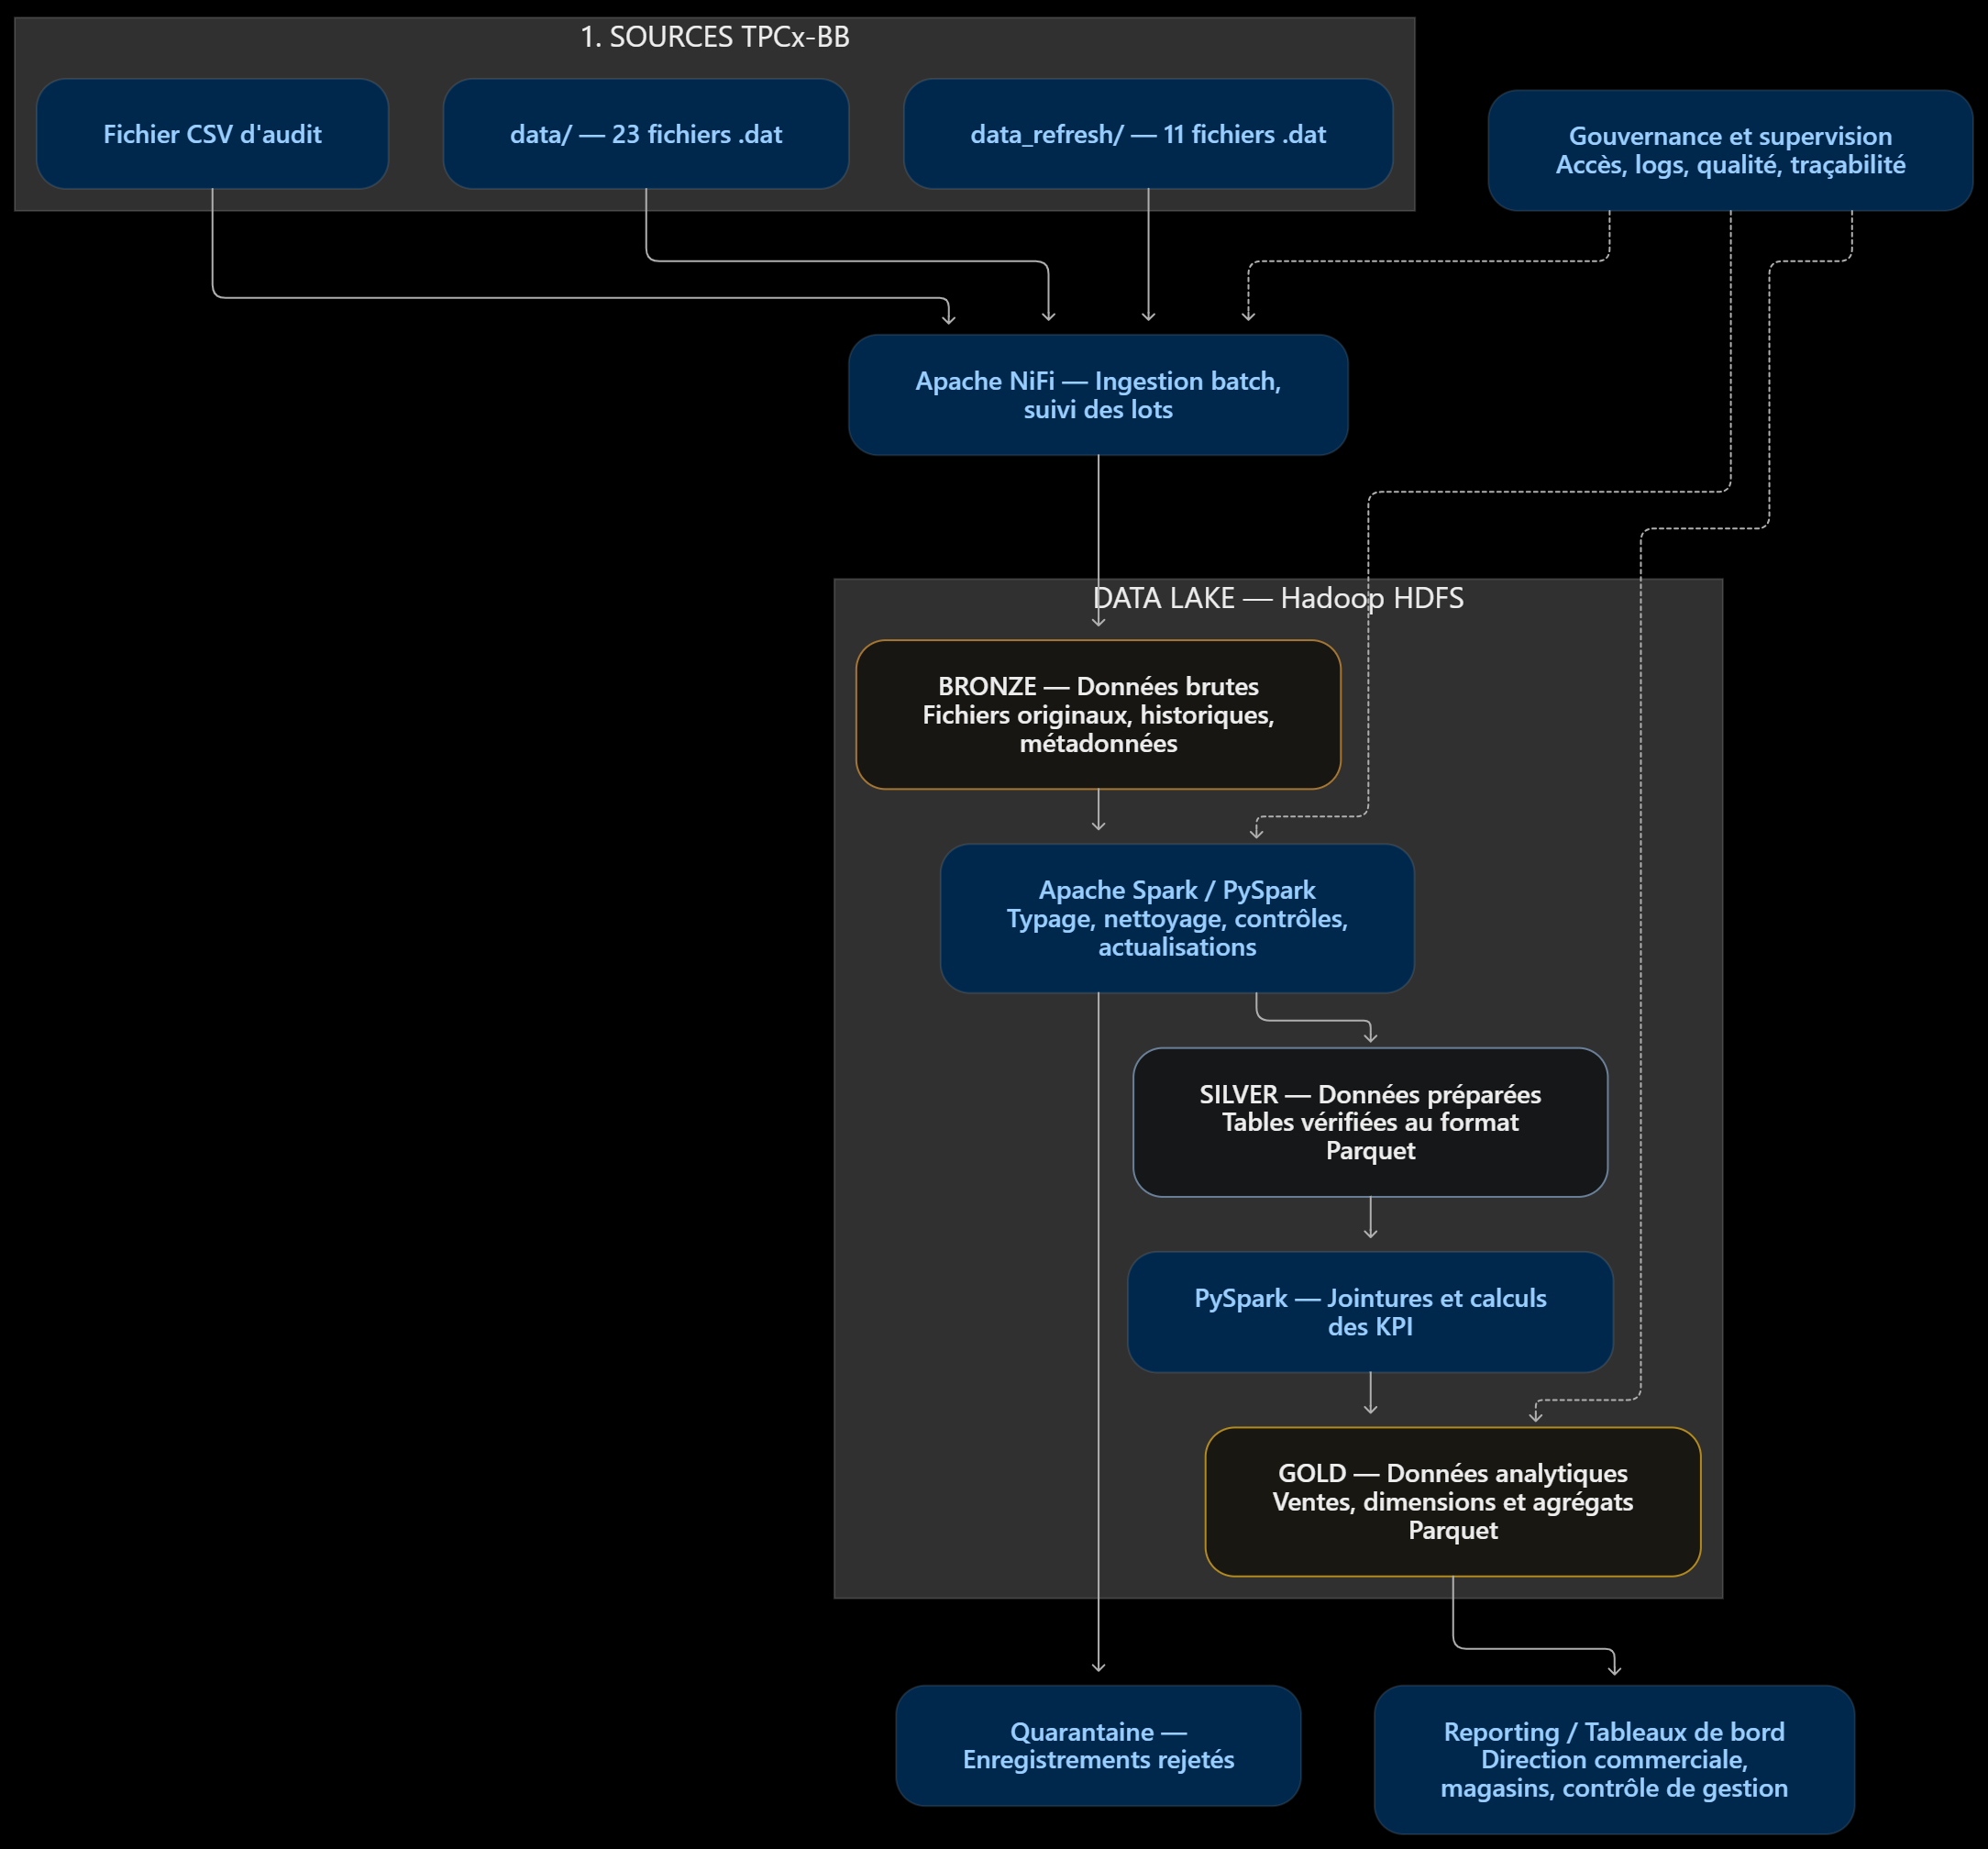 1. SOURCES TPCx-BB
Fichier CSV d'audit
data/ — 23 fichiers .dat
data_refresh/ — 11 fichiers .dat
Gouvernance et supervision
Accès, logs, qualité, traçabilité
Apache NiFi — Ingestion batch,
suivi des lots
DATA LAKE — Hadoop HDFS
BRONZE — Données brutes
Fichiers originaux, historiques,
métadonnées
Apache Spark / PySpark
Typage, nettoyage, contrôles,
actualisations
SILVER — Données préparées
Tables vérifiées au format
Parquet
PySpark — Jointures et calculs
des KPI
GOLD — Données analytiques
Ventes, dimensions et agrégats
Parquet
Quarantaine —
Enregistrements rejetés
Reporting / Tableaux de bord
Direction commerciale,
magasins, contrôle de gestion